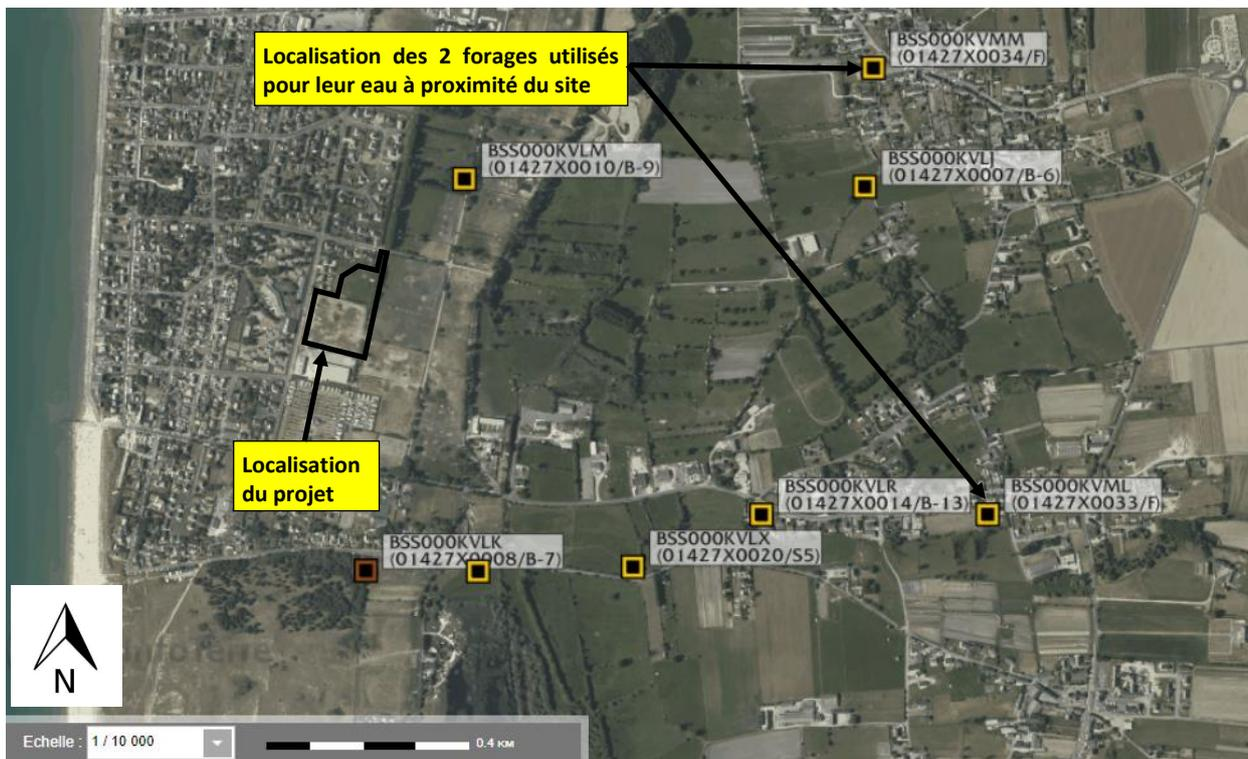 Localisation des 2 forages utilisés
pour leur eau à proximité du site
BSS000KVMM
(01427X0034/F)
BSS000KVLM
(01427X0010/B-9)
BSS000KVLJ
(01427X0007/B-6)
Localisation
du projet
BSS000KVLR
(01427X0014/B-13)
BSS000KVML
(01427X0033/F)
BSS000KVLK
(01427X0008/B-7)
BSS000KVLX
(01427X0020/S5)
N
Echelle : 1 / 10 000
0.4 KM